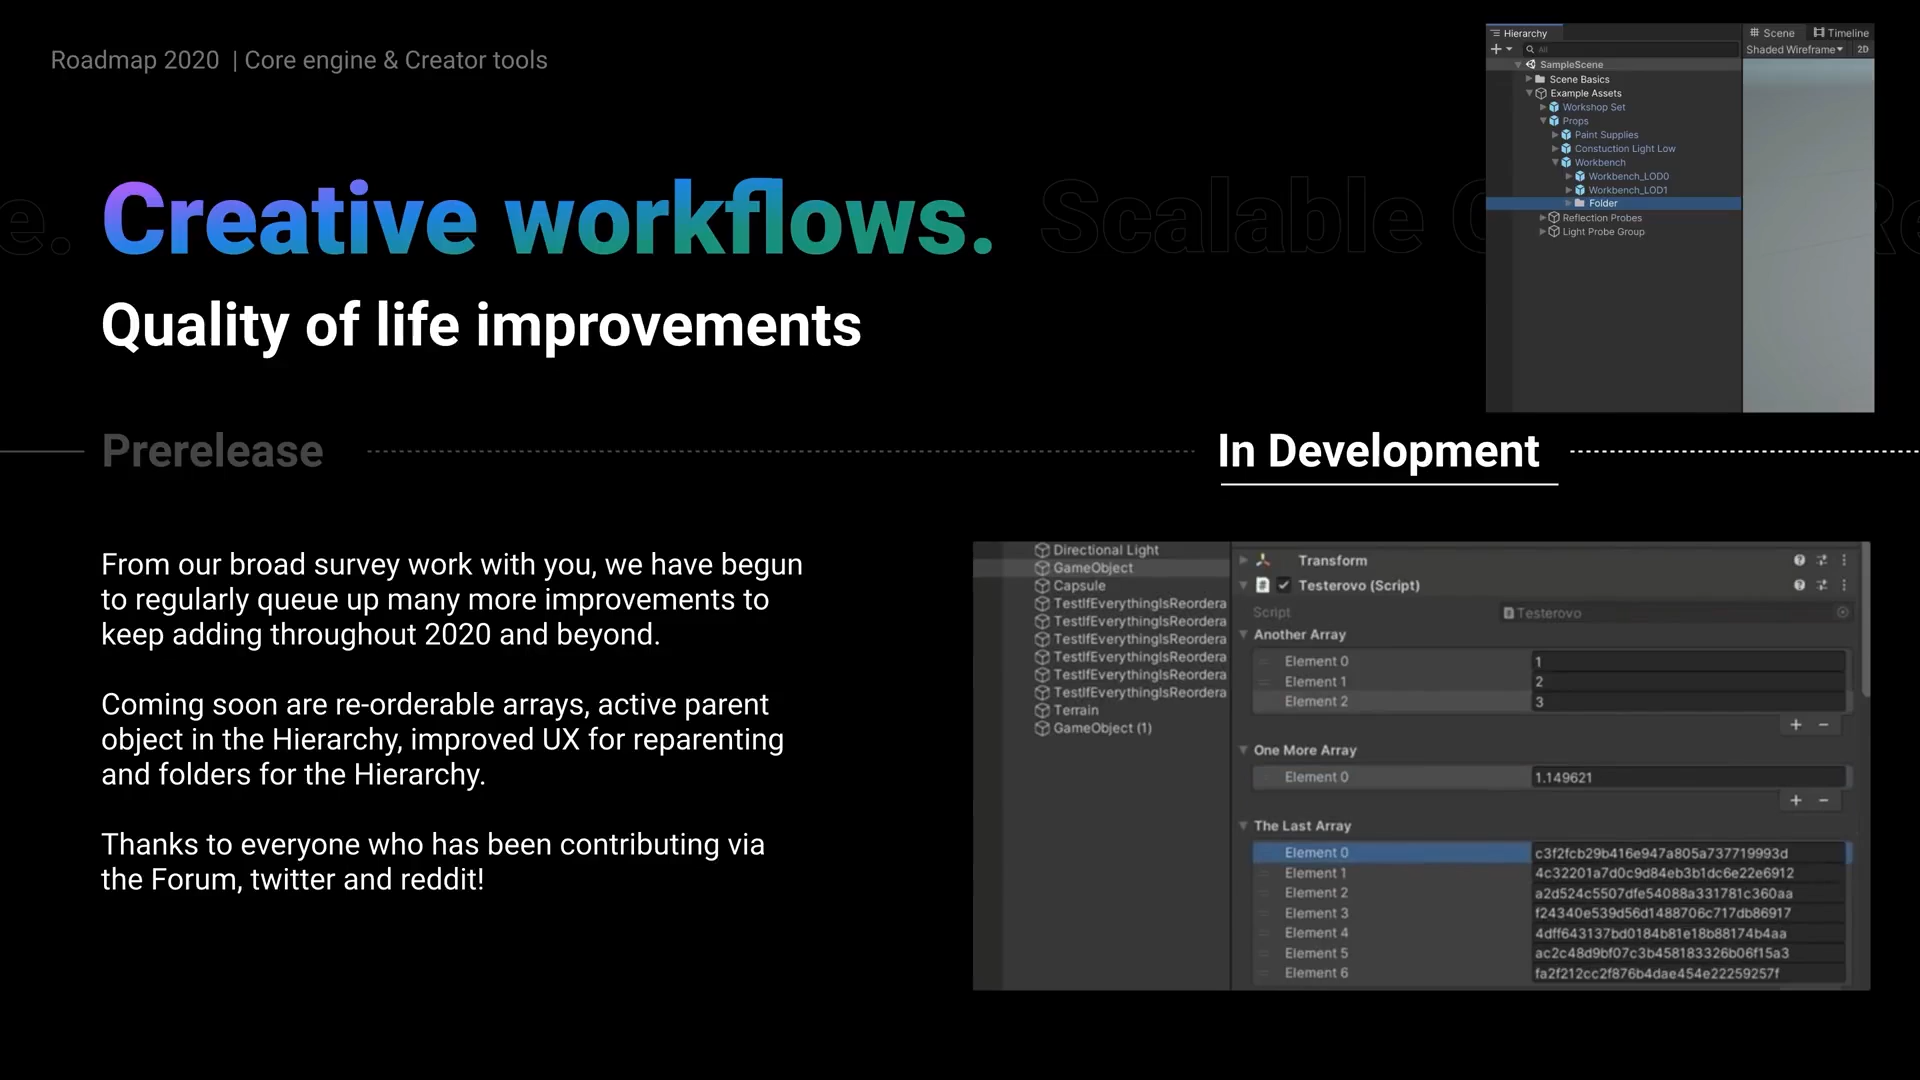 Roadmap 2020 | Core engine & Creator tools
Hierarchy
Scene
Timeline
All
Shaded Wireframe
2D
SampleScene
Scene Basics
Example Assets
Workshop Set
Props
Paint Supplies
Constuction Light Low
Workbench
Workbench_LOD0
Workbench_LOD1
Folder
Reflection Probes
Light Probe Group
e.
Creative workflows.
Scalable
Quality of life improvements
Prerelease
In Development
From our broad survey work with you, we have begun
to regularly queue up many more improvements to
keep adding throughout 2020 and beyond.
Coming soon are re-orderable arrays, active parent
object in the Hierarchy, improved UX for reparenting
and folders for the Hierarchy.
Thanks to everyone who has been contributing via
the Forum, twitter and reddit!
Directional Light
GameObject
Capsule
TestIfEverythingIsReordera
TestIfEverythingIsReordera
TestIfEverythingIsReordera
TestIfEverythingIsReordera
TestIfEverythingIsReordera
TestIfEverythingIsReordera
Terrain
GameObject (1)
Transform
Testerovo (Script)
Script
Testerovo
Another Array
Element 0 1
Element 1 2
Element 2 3
+ −
One More Array
Element 0 1.149621
+ −
The Last Array
Element 0 c3f2fcb29b416e947a805a737719993d
Element 1 4c32201a7d0c9d84eb3b1dc6e22e6912
Element 2 a2d524c5507dfe54088a331781c360aa
Element 3 f24340e539d56d1488706c717db86917
Element 4 4dff643137bd0184b81e18b88174b4aa
Element 5 ac2c48d9bf07c3b458183326b06f15a3
Element 6 fa2f212cc2f876b4dae454e22259257f